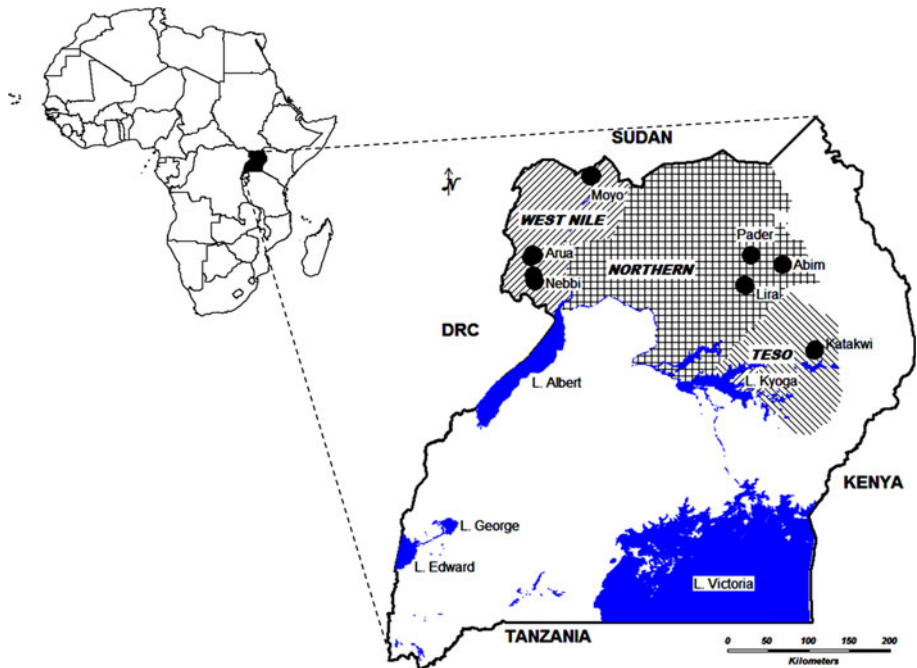 SUDAN
N
Moyo
WEST NILE
Pader
Arua
Abim
NORTHERN
Nebbi
Lira
DRC
Katakwi
TESO
L. Albert
L. Kyoga
KENYA
L. George
L. Edward
L. Victoria
TANZANIA
0 50 100 150 200
Kilometers